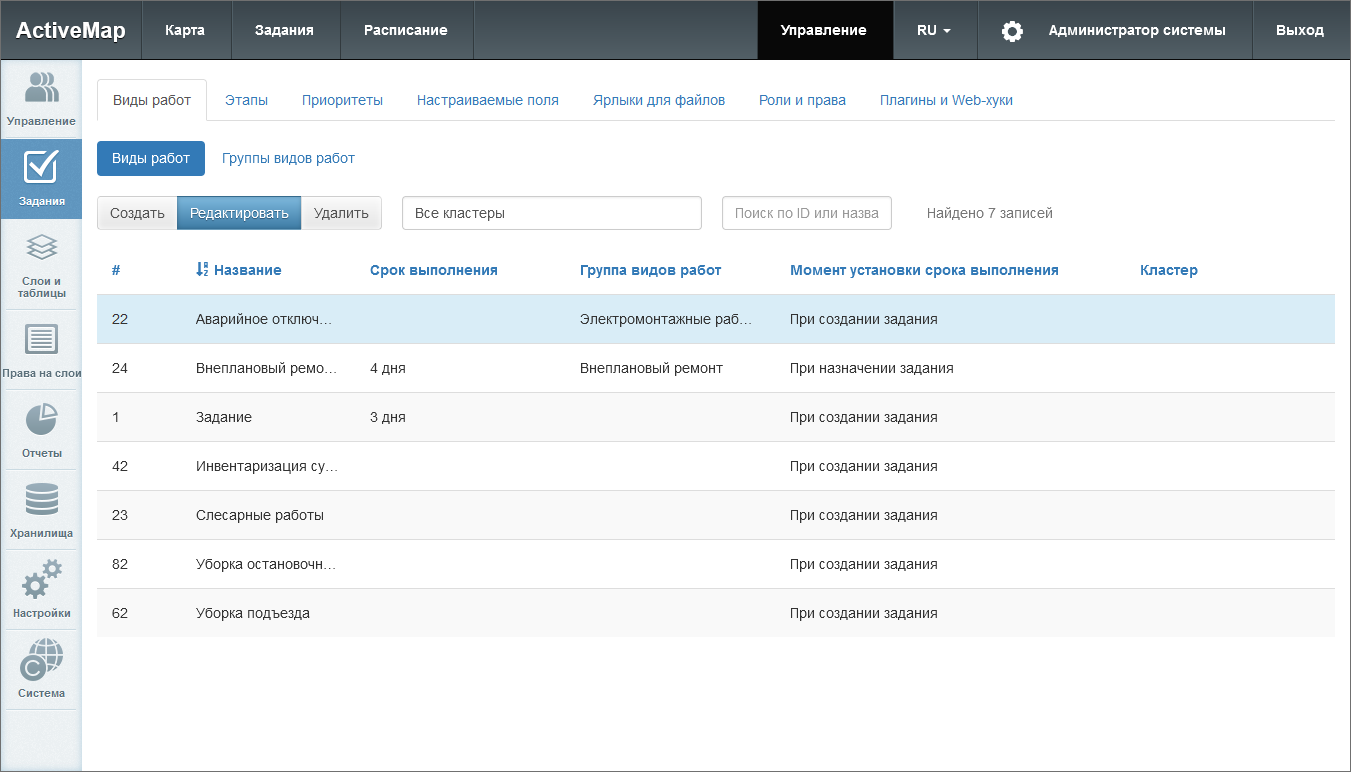 ActiveMap Карта Задания Расписание Управление RU Администратор системы Выход
Управление
Задания
Слои и
таблицы
Права на слои
Отчеты
Хранилища
Настройки
Система
Виды работ Этапы Приоритеты Настраиваемые поля Ярлыки для файлов Роли и права Плагины и Web-хуки
Виды работ Группы видов работ
Создать Редактировать Удалить Все кластеры Поиск по ID или назва Найдено 7 записей
# Название Срок выполнения Группа видов работ Момент установки срока выполнения Кластер
22 Аварийное отключ... Электромонтажные раб... При создании задания
24 Внеплановый ремо... 4 дня Внеплановый ремонт При назначении задания
1 Задание 3 дня При создании задания
42 Инвентаризация су... При создании задания
23 Слесарные работы При создании задания
82 Уборка остановочн... При создании задания
62 Уборка подъезда При создании задания